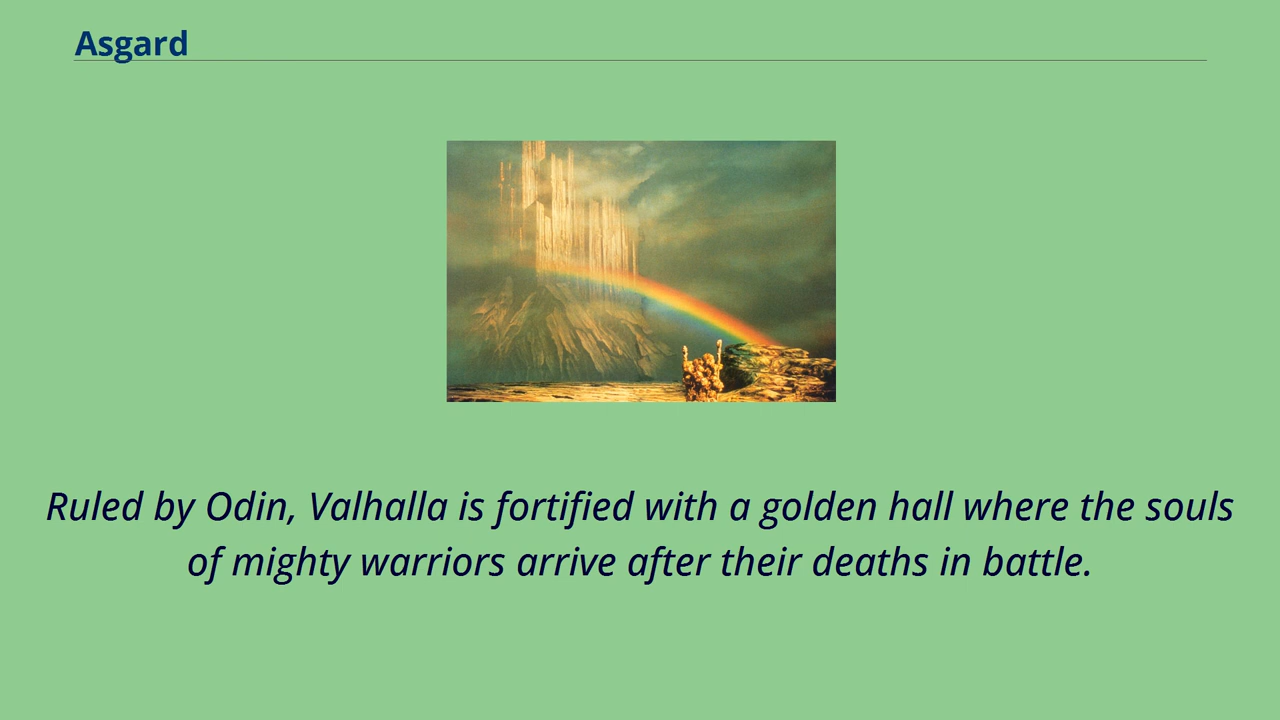 Asgard
Ruled by Odin, Valhalla is fortified with a golden hall where the souls
of mighty warriors arrive after their deaths in battle.